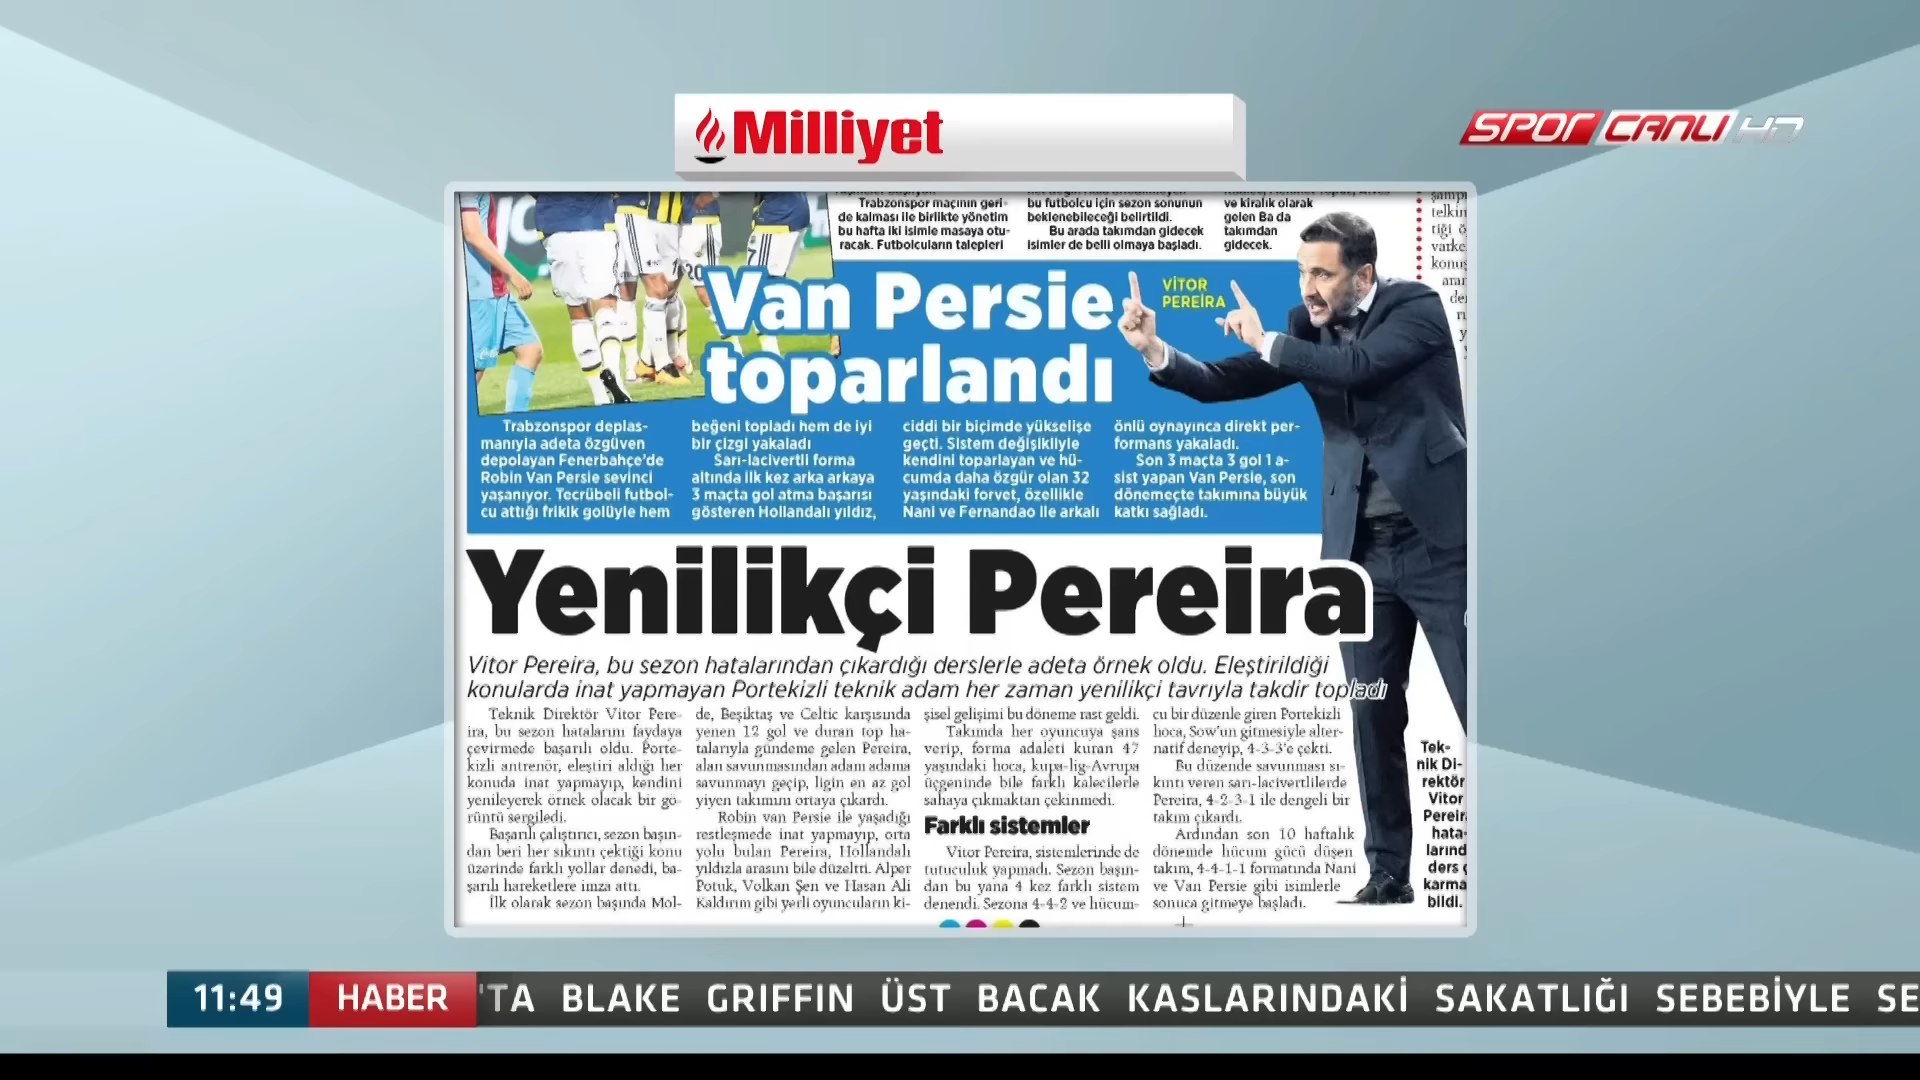 Milliyet
SPOR CANLI HD
Trabzonspor maçının geri-
de kalması ile birlikte yönetim
bu hafta iki isimle masaya otu-
racak. Futbolcuların talepleri
bu futbolcu için sezon sonunun
beklenebileceği belirtildi.
Bu arada takımdan gidecek
isimler de belli olmaya başladı.
ve kiralık olarak
gelen Ba da
takımdan
gidecek.
telkin
tiği
varke
konuş
Van Persie
toparlandı
VİTOR
PEREİRA
Trabzonspor deplas-
manıyla adeta özgüven
depolayan Fenerbahçe'de
Robin Van Persie sevinci
yaşanıyor. Tecrübeli futbol-
cu attığı frikik golüyle hem
beğeni topladı hem de iyi
bir çizgi yakaladı
Sarı-lacivertli forma
altında ilk kez arka arkaya
3 maçta gol atma başarısı
gösteren Hollandalı yıldız,
ciddi bir biçimde yükselişe
geçti. Sistem değişikliyle
kendini toparlayan ve hü-
cumda daha özgür olan 32
yaşındaki forvet, özellikle
Nani ve Fernandao ile arkalı
önlü oynayınca direkt per-
formans yakaladı.
Son 3 maçta 3 gol 1 a-
sist yapan Van Persie, son
dönemeçte takımına büyük
katkı sağladı.
Yenilikçi Pereira
Vitor Pereira, bu sezon hatalarından çıkardığı derslerle adeta örnek oldu. Eleştirildiği
konularda inat yapmayan Portekizli teknik adam her zaman yenilikçi tavrıyla takdir topladı
Teknik Direktör Vitor Pere-
ira, bu sezon hatalarını faydaya
çevirmede başarılı oldu. Porte-
kizli antrenör, eleştiri aldığı her
konuda inat yapmayıp, kendini
yenileyerek örnek olacak bir gö-
rüntü sergiledi.
Başarılı çalıştırıcı, sezon başın-
dan beri her sıkıntı çektiği konu
üzerinde farklı yollar denedi, ba-
şarılı hareketlere imza attı.
İlk olarak sezon başında Mol-
de, Beşiktaş ve Celtic karşısında
yenen 12 gol ve duran top ha-
talarıyla gündeme gelen Pereira,
alan savunmasından adam adama
savunmayı geçip, ligin en az gol
yiyen takımını ortaya çıkardı.
Robin van Persie ile yaşadığı
restleşmede inat yapmayıp, orta
yolu bulan Pereira, Hollandalı
yıldızla arasını bile düzeltti. Alper
Potuk, Volkan Şen ve Hasan Ali
Kaldırım gibi yerli oyuncuların ki-
şisel gelişimi bu döneme rast geldi.
Takımda her oyuncuya şans
verip, forma adaleti kuran 47
yaşındaki hoca, kupa-lig-Avrupa
üçgeninde bile farklı kalecilerle
sahaya çıkmaktan çekinmedi.
Farklı sistemler
Vitor Pereira, sistemlerinde de
tutuculuk yapmadı. Sezon başın-
dan bu yana 4 kez farklı sistem
denendi. Sezona 4-4-2 ve hücum-
cu bir düzenle giren Portekizli
hoca, Sow'un gitmesiyle alter-
natif deneyip, 4-3-3'e çekti.
Bu düzende savunması sı-
kıntı veren sarı-lacivertlilerde
Pereira, 4-2-3-1 ile dengeli bir
takım çıkardı.
Ardından son 10 haftalık
dönemde hücum gücü düşen
takım, 4-4-1-1 formatında Nani
ve Van Persie gibi isimlerle
sonuca gitmeye başladı.
Tek-
nik Di-
rektör
Vitor
Pereir
hata-
larınd
ders ç
karma
bildi.
11:49 HABER 'TA BLAKE GRIFFIN ÜST BACAK KASLARINDAKİ SAKATLIĞI SEBEBİYLE SE